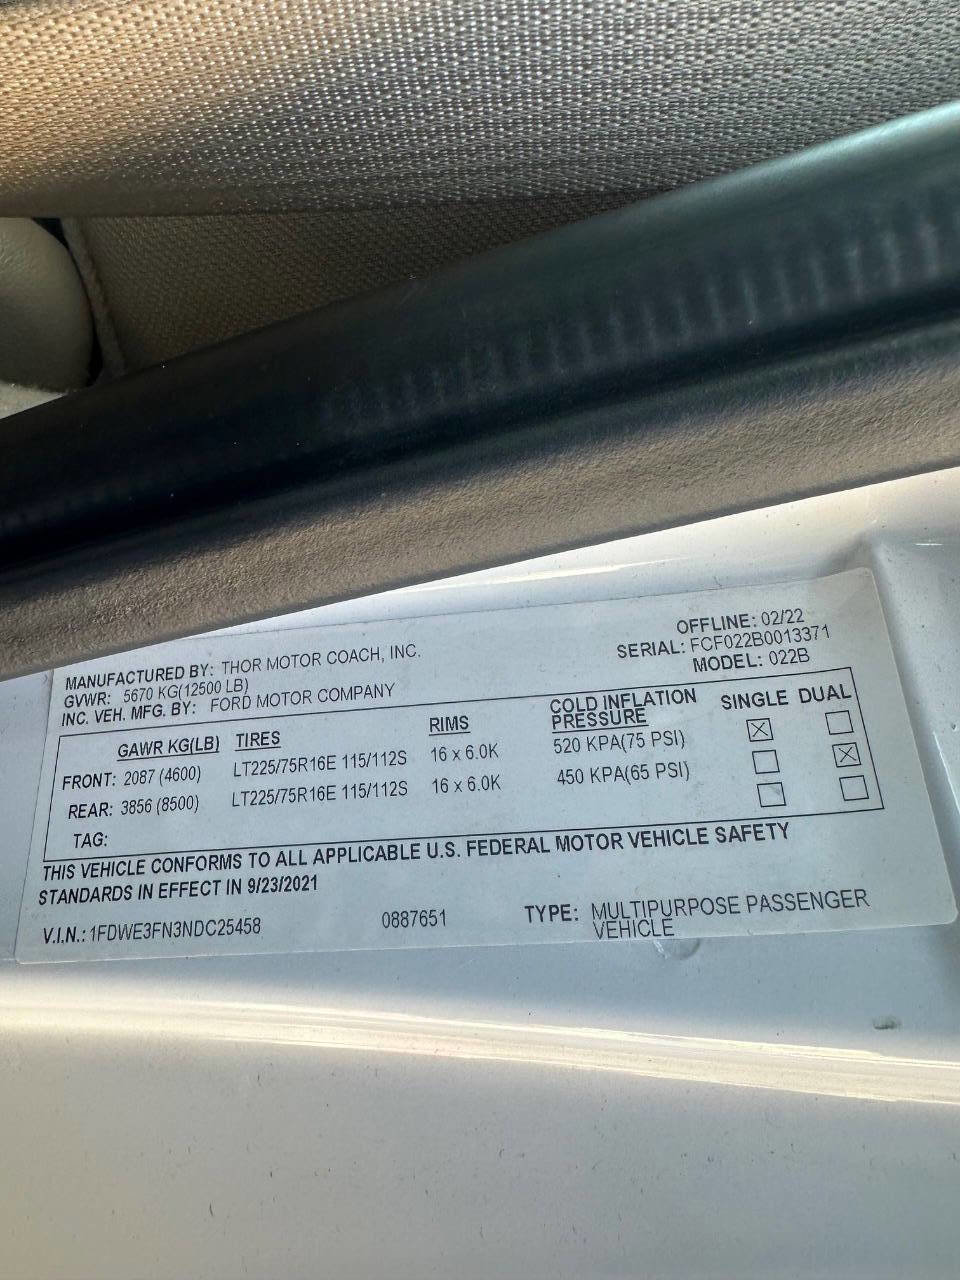 OFFLINE: 02/22
MANUFACTURED BY: THOR MOTOR COACH, INC. SERIAL: FCF022B0013371
GVWR: 5670 KG(12500 LB) MODEL: 022B
INC. VEH. MFG. BY: FORD MOTOR COMPANY
GAWR KG(LB) TIRES RIMS COLD INFLATION PRESSURE SINGLE DUAL
FRONT: 2087 (4600) LT225/75R16E 115/112S 16 x 6.0K 520 KPA(75 PSI) ☒ ☐
REAR: 3856 (8500) LT225/75R16E 115/112S 16 x 6.0K 450 KPA(65 PSI) ☐ ☒
TAG: ☐ ☐
THIS VEHICLE CONFORMS TO ALL APPLICABLE U.S. FEDERAL MOTOR VEHICLE SAFETY
STANDARDS IN EFFECT IN 9/23/2021
V.I.N.: 1FDWE3FN3NDC25458 0887651 TYPE: MULTIPURPOSE PASSENGER
VEHICLE